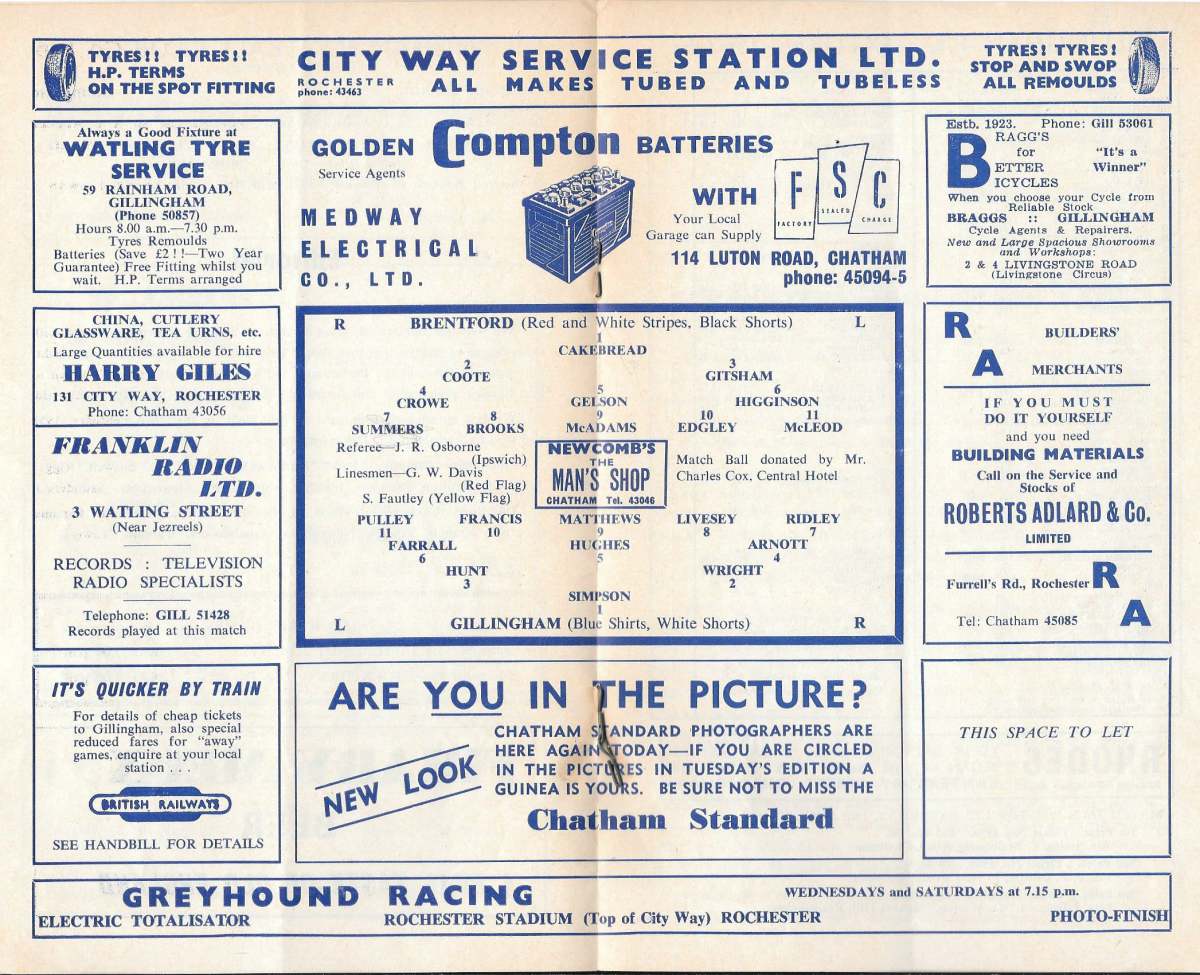 TYRES!! TYRES!!
H.P. TERMS
ON THE SPOT FITTING
CITY WAY SERVICE STATION LTD.
ROCHESTER
phone: 43463
ALL MAKES TUBED AND TUBELESS
TYRES! TYRES!
STOP AND SWOP
ALL REMOULDS
Always a Good Fixture at
WATLING TYRE
SERVICE
59 RAINHAM ROAD,
GILLINGHAM
(Phone 50857)
Hours 8.00 a.m.—7.30 p.m.
Tyres Remoulds
Batteries (Save £2!!—Two Year
Guarantee) Free Fitting whilst you
wait. H.P. Terms arranged
GOLDEN Crompton BATTERIES
Service Agents
MEDWAY
ELECTRICAL
CO., LTD.
WITH
Your Local
Garage can Supply
F S C
FACTORY SEALED CHARGE
114 LUTON ROAD, CHATHAM
phone: 45094-5
Estb. 1923. Phone: Gill 53061
BRAGG'S
for
ETTER
ICYCLES
"It's a
Winner"
When you choose your Cycle from
Reliable Stock
BRAGGS :: GILLINGHAM
Cycle Agents & Repairers.
New and Large Spacious Showrooms
and Workshops:
2 & 4 LIVINGSTONE ROAD
(Livingstone Circus)
CHINA, CUTLERY
GLASSWARE, TEA URNS, etc.
Large Quantities available for hire
HARRY GILES
131 CITY WAY, ROCHESTER
Phone: Chatham 43056
FRANKLIN
RADIO
LTD.
3 WATLING STREET
(Near Jezreels)
RECORDS : TELEVISION
RADIO SPECIALISTS
Telephone: GILL 51428
Records played at this match
R BRENTFORD (Red and White Stripes, Black Shorts) L
1
CAKEBREAD
2 3
COOTE GITSHAM
4 5 6
CROWE GELSON HIGGINSON
7 8 9 10 11
SUMMERS BROOKS McADAMS EDGLEY McLEOD
Referee—J. R. Osborne
(Ipswich)
Linesmen—G. W. Davis
(Red Flag)
S. Fautley (Yellow Flag)
NEWCOMB'S
THE
MAN'S SHOP
CHATHAM Tel. 43046
Match Ball donated by Mr.
Charles Cox, Central Hotel
PULLEY FRANCIS MATTHEWS LIVESEY RIDLEY
11 10 9 8 7
FARRALL HUGHES ARNOTT
6 5 4
HUNT WRIGHT
3 2
SIMPSON
1
L GILLINGHAM (Blue Shirts, White Shorts) R
R BUILDERS'
A MERCHANTS
IF YOU MUST
DO IT YOURSELF
and you need
BUILDING MATERIALS
Call on the Service and
Stocks of
ROBERTS ADLARD & Co.
LIMITED
Furrell's Rd., Rochester R
Tel: Chatham 45085 A
IT'S QUICKER BY TRAIN
For details of cheap tickets
to Gillingham, also special
reduced fares for "away"
games, enquire at your local
station . . .
BRITISH RAILWAYS
SEE HANDBILL FOR DETAILS
ARE YOU IN THE PICTURE?
NEW LOOK
CHATHAM STANDARD PHOTOGRAPHERS ARE
HERE AGAIN TODAY—IF YOU ARE CIRCLED
IN THE PICTURES IN TUESDAY'S EDITION A
GUINEA IS YOURS. BE SURE NOT TO MISS THE
Chatham Standard
THIS SPACE TO LET
GREYHOUND RACING
WEDNESDAYS and SATURDAYS at 7.15 p.m.
ELECTRIC TOTALISATOR
ROCHESTER STADIUM (Top of City Way) ROCHESTER
PHOTO-FINISH